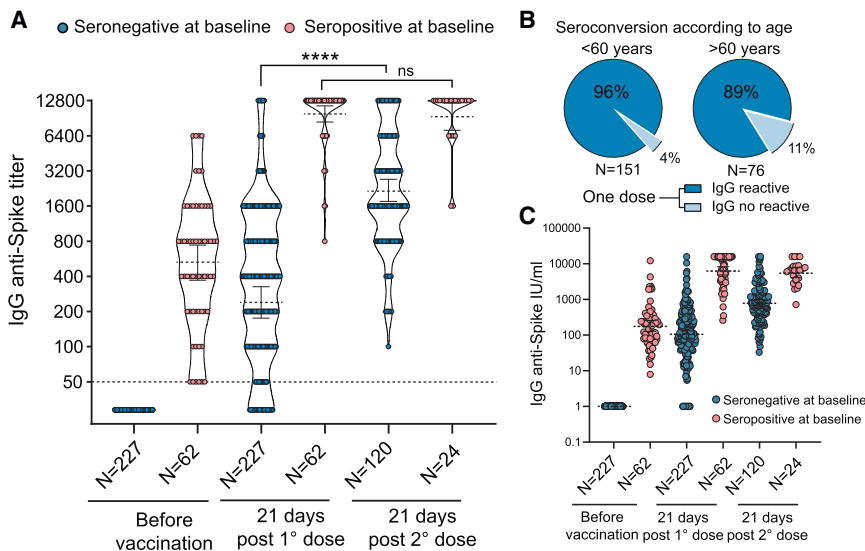 A
Seronegative at baseline
Seropositive at baseline
****
ns
IgG anti-Spike titer
12800
6400
3200
1600
800
400
200
100
50
N=227
N=62
N=227
N=62
N=120
N=24
Before
vaccination
21 days
post 1° dose
21 days
post 2° dose
B
Seroconversion according to age
<60 years
>60 years
96%
4%
N=151
89%
11%
N=76
One dose
IgG reactive
IgG no reactive
C
IgG anti-Spike IU/ml
100000
10000
1000
100
10
1
0.1
Seronegative at baseline
Seropositive at baseline
N=227
N=62
N=227
N=62
N=120
N=24
Before
vaccination
21 days
post 1° dose
21 days
post 2° dose